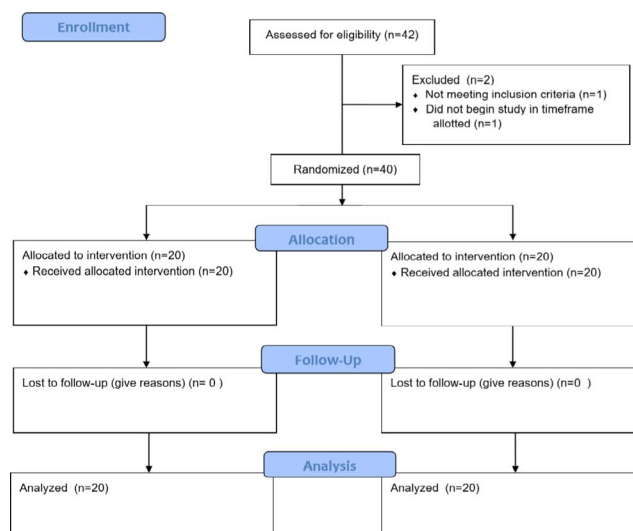 Enrollment
Assessed for eligibility (n=42)
Excluded (n=2)
♦ Not meeting inclusion criteria (n=1)
♦ Did not begin study in timeframe
allotted (n=1)
Randomized (n=40)
Allocation
Allocated to intervention (n=20)
♦ Received allocated intervention (n=20)
Allocated to intervention (n=20)
♦ Received allocated intervention (n=20)
Follow-Up
Lost to follow-up (give reasons) (n= 0 )
Lost to follow-up (give reasons) (n=0 )
Analysis
Analyzed (n=20)
Analyzed (n=20)